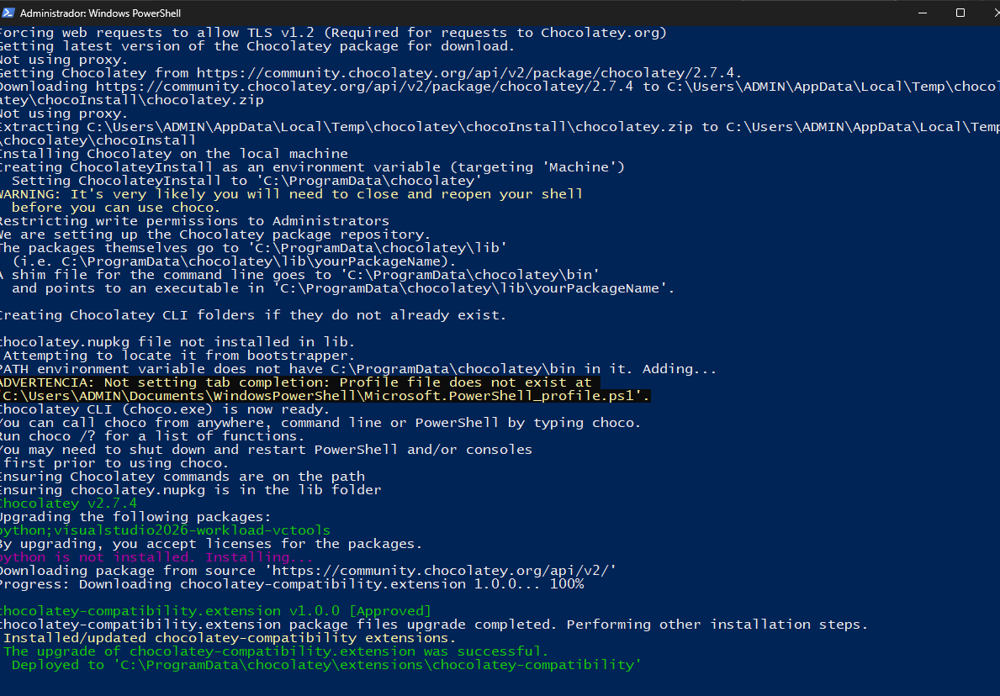 Administrador: Windows PowerShell
Forcing web requests to allow TLS v1.2 (Required for requests to Chocolatey.org)
Getting latest version of the Chocolatey package for download.
Not using proxy.
Getting Chocolatey from https://community.chocolatey.org/api/v2/package/chocolatey/2.7.4.
Downloading https://community.chocolatey.org/api/v2/package/chocolatey/2.7.4 to C:\Users\ADMIN\AppData\Local\Temp\chocol
atey\chocoInstall\chocolatey.zip
Not using proxy.
Extracting C:\Users\ADMIN\AppData\Local\Temp\chocolatey\chocoInstall\chocolatey.zip to C:\Users\ADMIN\AppData\Local\Temp
\chocolatey\chocoInstall
Installing Chocolatey on the local machine
Creating ChocolateyInstall as an environment variable (targeting 'Machine')
  Setting ChocolateyInstall to 'C:\ProgramData\chocolatey'
WARNING: It's very likely you will need to close and reopen your shell
  before you can use choco.
Restricting write permissions to Administrators
We are setting up the Chocolatey package repository.
The packages themselves go to 'C:\ProgramData\chocolatey\lib'
  (i.e. C:\ProgramData\chocolatey\lib\yourPackageName).
A shim file for the command line goes to 'C:\ProgramData\chocolatey\bin'
  and points to an executable in 'C:\ProgramData\chocolatey\lib\yourPackageName'.
Creating Chocolatey CLI folders if they do not already exist.
chocolatey.nupkg file not installed in lib.
 Attempting to locate it from bootstrapper.
PATH environment variable does not have C:\ProgramData\chocolatey\bin in it. Adding...
ADVERTENCIA: Not setting tab completion: Profile file does not exist at
'C:\Users\ADMIN\Documents\WindowsPowerShell\Microsoft.PowerShell_profile.ps1'.
Chocolatey CLI (choco.exe) is now ready.
You can call choco from anywhere, command line or PowerShell by typing choco.
Run choco /? for a list of functions.
You may need to shut down and restart PowerShell and/or consoles
 first prior to using choco.
Ensuring Chocolatey commands are on the path
Ensuring chocolatey.nupkg is in the lib folder
Chocolatey v2.7.4
Upgrading the following packages:
python;visualstudio2026-workload-vctools
By upgrading, you accept licenses for the packages.
python is not installed. Installing...
Downloading package from source 'https://community.chocolatey.org/api/v2/'
Progress: Downloading chocolatey-compatibility.extension 1.0.0... 100%
chocolatey-compatibility.extension v1.0.0 [Approved]
chocolatey-compatibility.extension package files upgrade completed. Performing other installation steps.
 Installed/updated chocolatey-compatibility extensions.
 The upgrade of chocolatey-compatibility.extension was successful.
  Deployed to 'C:\ProgramData\chocolatey\extensions\chocolatey-compatibility'